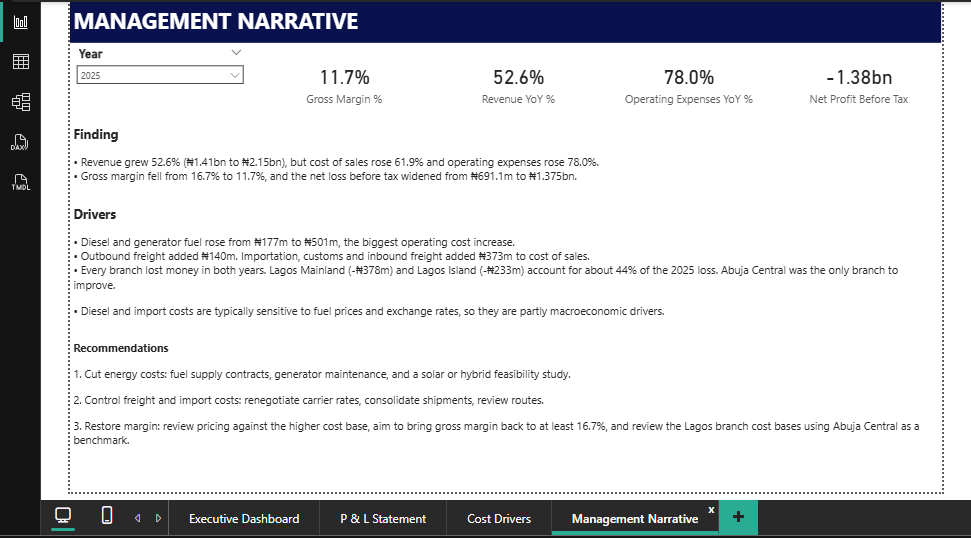 MANAGEMENT NARRATIVE
Year
2025
11.7%
Gross Margin %
52.6%
Revenue YoY %
78.0%
Operating Expenses YoY %
-1.38bn
Net Profit Before Tax
Finding
• Revenue grew 52.6% (₦1.41bn to ₦2.15bn), but cost of sales rose 61.9% and operating expenses rose 78.0%.
• Gross margin fell from 16.7% to 11.7%, and the net loss before tax widened from ₦691.1m to ₦1.375bn.
Drivers
• Diesel and generator fuel rose from ₦177m to ₦501m, the biggest operating cost increase.
• Outbound freight added ₦140m. Importation, customs and inbound freight added ₦373m to cost of sales.
• Every branch lost money in both years. Lagos Mainland (-₦378m) and Lagos Island (-₦233m) account for about 44% of the 2025 loss. Abuja Central was the only branch to
improve.
• Diesel and import costs are typically sensitive to fuel prices and exchange rates, so they are partly macroeconomic drivers.
Recommendations
1. Cut energy costs: fuel supply contracts, generator maintenance, and a solar or hybrid feasibility study.
2. Control freight and import costs: renegotiate carrier rates, consolidate shipments, review routes.
3. Restore margin: review pricing against the higher cost base, aim to bring gross margin back to at least 16.7%, and review the Lagos branch cost bases using Abuja Central as a
benchmark.
DAX
TMDL
Executive Dashboard
P & L Statement
Cost Drivers
Management Narrative
x
+